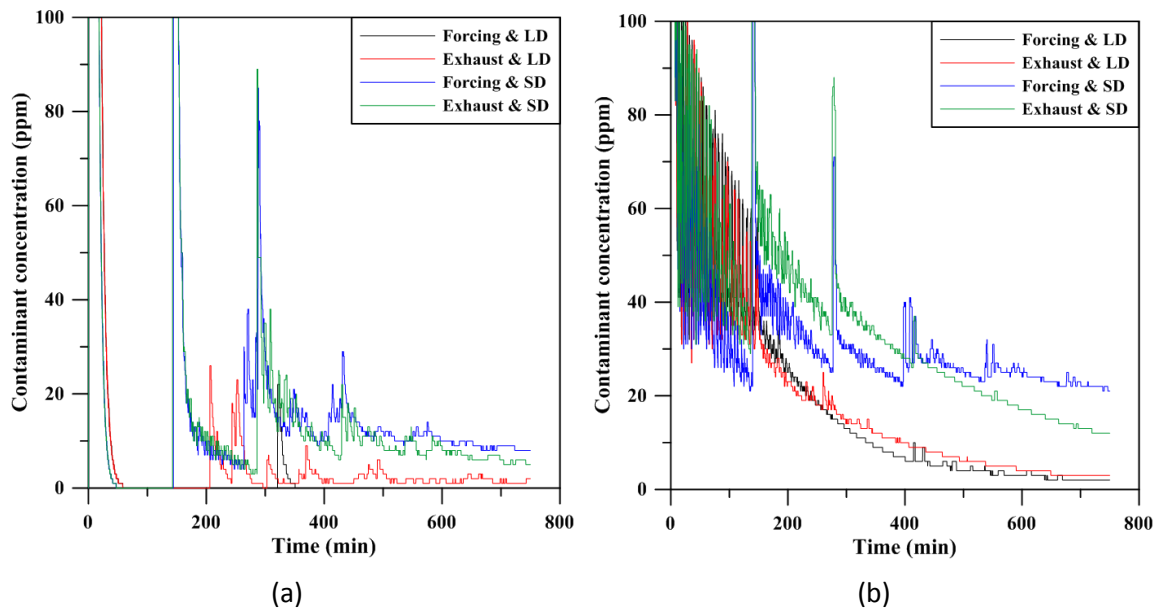 100
80
60
40
20
0
Contaminant concentration (ppm)
0
200
400
600
800
Time (min)
Forcing & LD
Exhaust & LD
Forcing & SD
Exhaust & SD
(a)
100
80
60
40
20
0
Contaminant concentration (ppm)
0
200
400
600
800
Time (min)
Forcing & LD
Exhaust & LD
Forcing & SD
Exhaust & SD
(b)